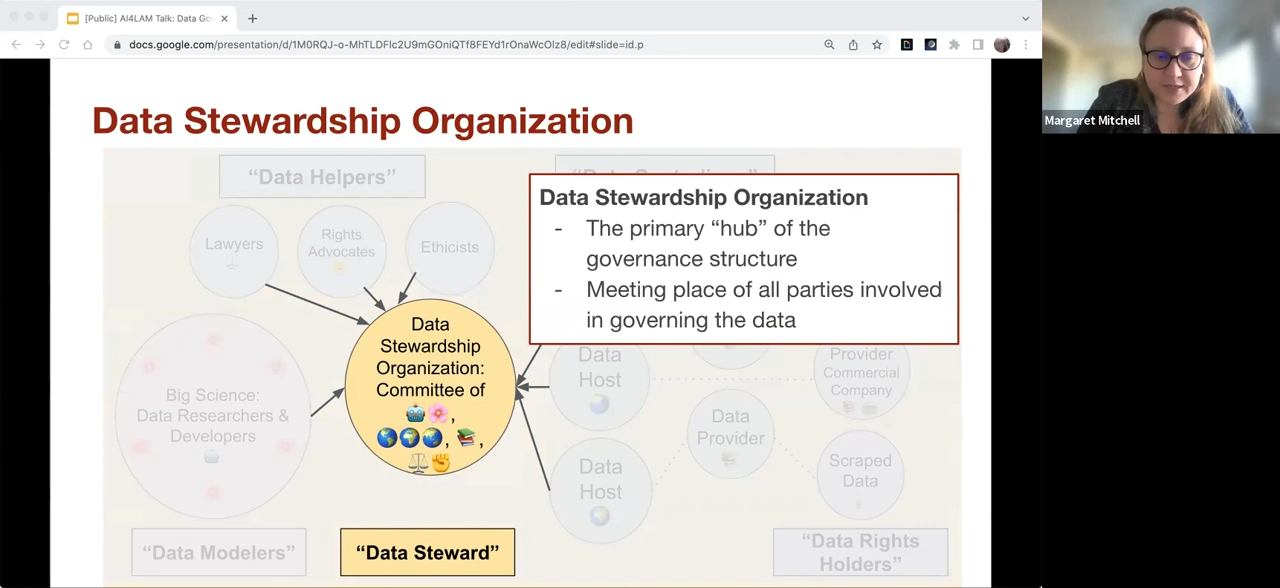 [Public] AI4LAM Talk: Data Go
docs.google.com/presentation/d/1M0RQJ-o-MhTLDFlc2U9mGOniQTf8FEYd1rOnaWcOlz8/edit#slide=id.p
Margaret Mitchell
Data Stewardship Organization
“Data Helpers”
Data Stewardship Organization
- The primary “hub” of the
governance structure
- Meeting place of all parties involved
in governing the data
Lawyers
Rights
Advocates
Ethicists
Data
Stewardship
Organization:
Committee of
🤖🌸,
🌎🌍🌏, 📚,
⚖️✊
Big Science:
Data Researchers &
Developers
Data
Host
Data
Host
Data
Provider
Provider
Commercial
Company
Scraped
Data
“Data Modelers”
“Data Steward”
“Data Rights
Holders”